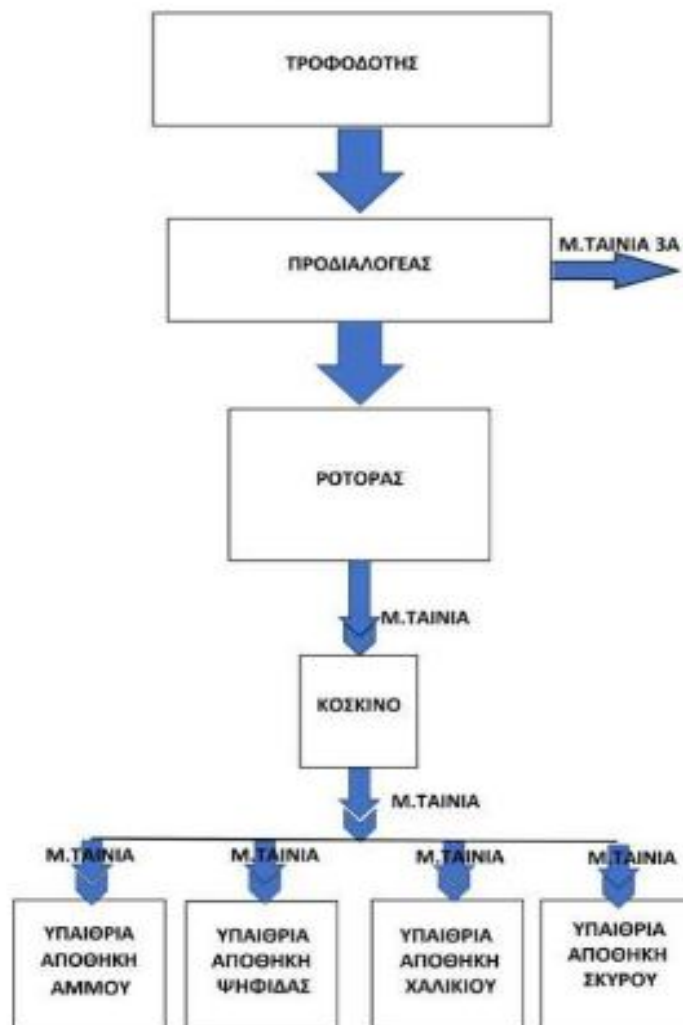 ΤΡΟΦΟΔΟΤΗΣ
Μ.ΤΑΙΝΙΑ 3Α
ΠΡΟΔΙΑΛΟΓΕΑΣ
ΡΟΤΟΡΑΣ
Μ.ΤΑΙΝΙΑ
ΚΟΣΚΙΝΟ
Μ.ΤΑΙΝΙΑ
Μ.ΤΑΙΝΙΑ
Μ.ΤΑΙΝΙΑ
Μ.ΤΑΙΝΙΑ
Μ.ΤΑΙΝΙΑ
ΥΠΑΙΘΡΙΑ
ΑΠΟΘΗΚΗ
ΑΜΜΟΥ
ΥΠΑΙΘΡΙΑ
ΑΠΟΘΗΚΗ
ΨΗΦΙΔΑΣ
ΥΠΑΙΘΡΙΑ
ΑΠΟΘΗΚΗ
ΧΑΛΙΚΙΟΥ
ΥΠΑΙΘΡΙΑ
ΑΠΟΘΗΚΗ
ΣΚΥΡΟΥ